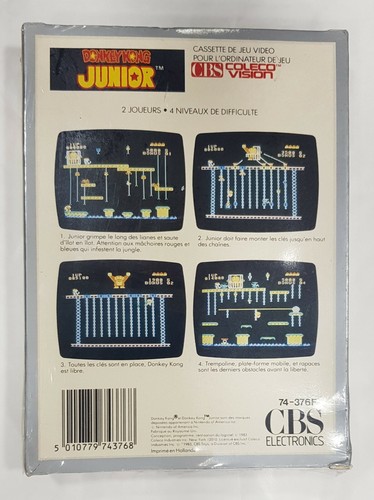 DONKEY KONG
JUNIOR™
CASSETTE DE JEU VIDEO
POUR L'ORDINATEUR DE JEU
CBS COLECO™
VISION
2 JOUEURS • 4 NIVEAUX DE DIFFICULTE
1. Junior grimpe le long des lianes et saute
d'îlot en îlot. Attention aux mâchoires rouges et
bleues qui infestent la jungle.
2. Junior doit faire monter les clés jusqu'en haut
des chaînes.
3. Toutes les clés sont en place, Donkey Kong
est libre.
4. Trampoline, plate-forme mobile, et rapaces
sont les derniers obstacles avant la liberté.
74-376F
CBS
ELECTRONICS
5 010779 743768
Imprimé en Hollande